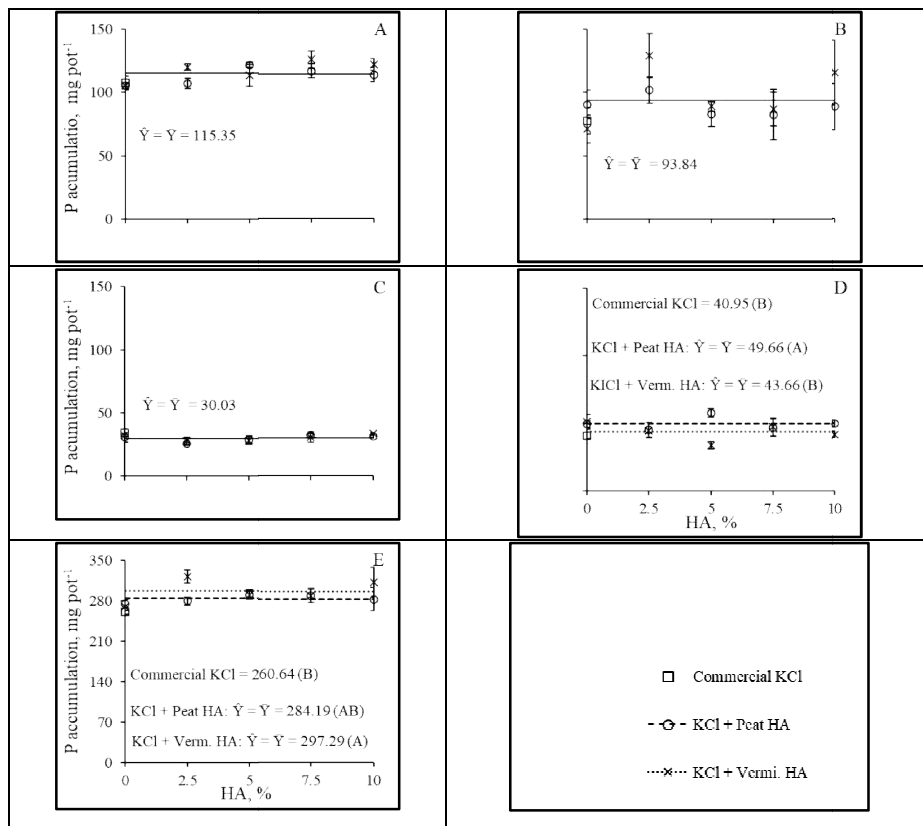 A
P acumulatio, mg pot⁻¹
150
100
50
0
Ŷ = Ȳ = 115.35
B
Ŷ = Ȳ = 93.84
C
P acumulation, mg pot⁻¹
150
100
50
0
Ŷ = Ȳ = 30.03
D
Commercial KCl = 40.95 (B)
KCl + Peat HA: Ŷ = Ȳ = 49.66 (A)
KICl + Verm. HA: Ŷ = Ȳ = 43.66 (B)
0 2.5 5 7.5 10
HA, %
E
P accumulation, mg pot⁻¹
350
280
210
140
70
0
Commercial KCl = 260.64 (B)
KCl + Peat HA: Ŷ = Ȳ = 284.19 (AB)
KCl + Verm. HA: Ŷ = Ȳ = 297.29 (A)
0 2.5 5 7.5 10
HA, %
Commercial KCl
KCl + Peat HA
KCl + Vermi. HA